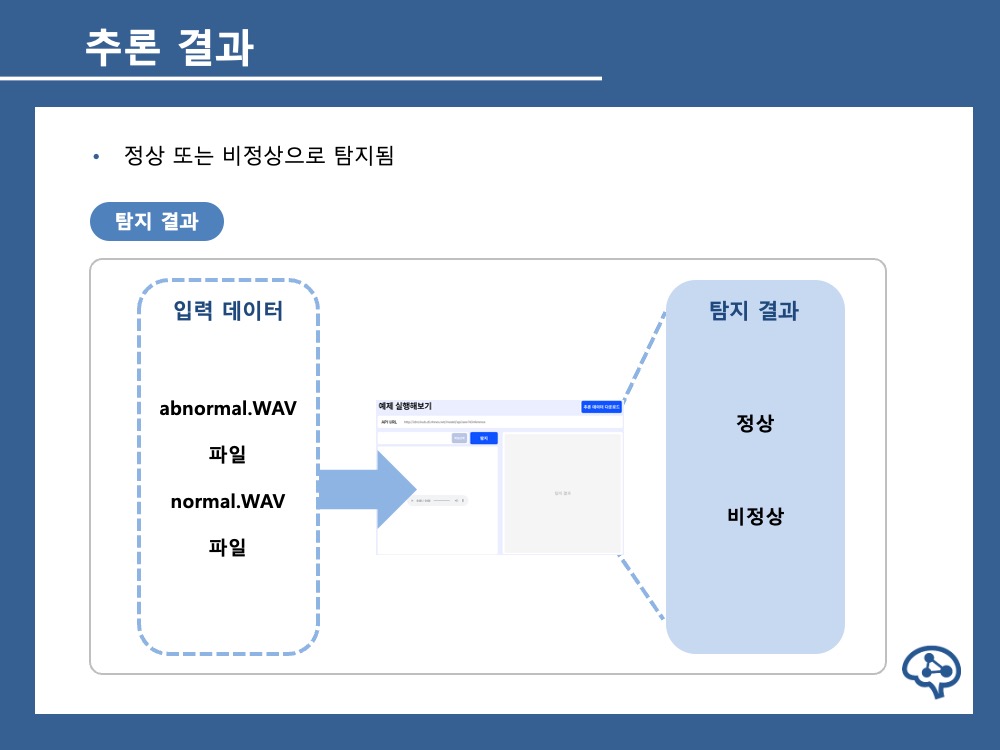 추론 결과
• 정상 또는 비정상으로 탐지됨
탐지 결과
입력 데이터
abnormal.WAV
파일
normal.WAV
파일
예제 실행해보기
추론 데이터 다운로드
API URL
탐지
탐지 결과
정상
비정상